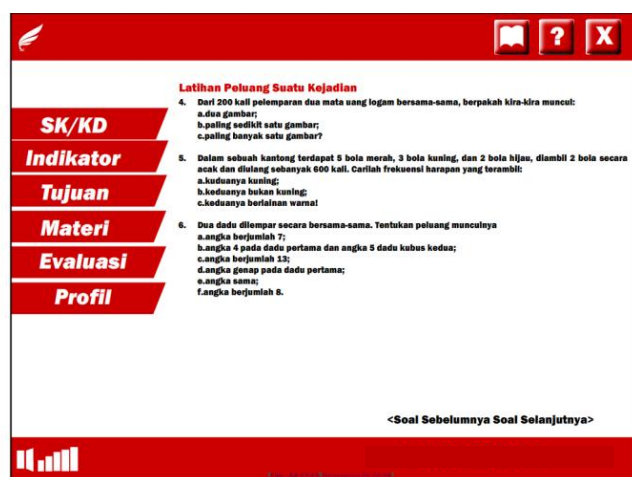 ? X
Latihan Peluang Suatu Kejadian
4. Dari 200 kali pelemparan dua mata uang logam bersama-sama, berpakah kira-kira muncul:
a.dua gambar;
b.paling sedikit satu gambar;
c.paling banyak satu gambar?
5. Dalam sebuah kantong terdapat 5 bola merah, 3 bola kuning, dan 2 bola hijau, diambil 2 bola secara
acak dan diulang sebanyak 600 kali. Carilah frekuensi harapan yang terambil:
a.kuduanya kuning;
b.keduanya bukan kuning;
c.keduanya berlainan warna!
6. Dua dadu dilempar secara bersama-sama. Tentukan peluang munculnya
a.angka berjumlah 7;
b.angka 4 pada dadu pertama dan angka 5 dadu kubus kedua;
c.angka berjumlah 13;
d.angka genap pada dadu pertama;
e.angka sama;
f.angka berjumlah 8.
SK/KD
Indikator
Tujuan
Materi
Evaluasi
Profil
<Soal Sebelumnya Soal Selanjutnya>